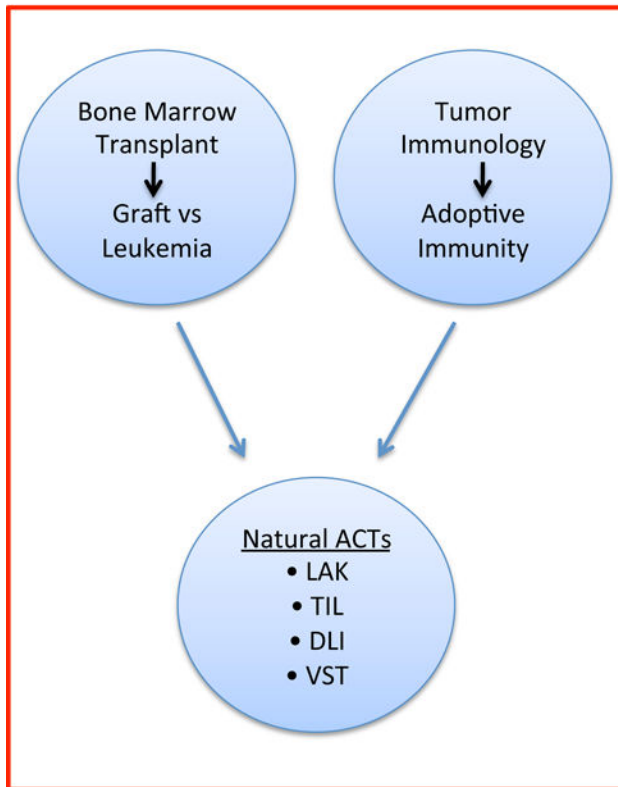 Bone Marrow
Transplant
Graft vs
Leukemia
Tumor
Immunology
Adoptive
Immunity
Natural ACTs
• LAK
• TIL
• DLI
• VST